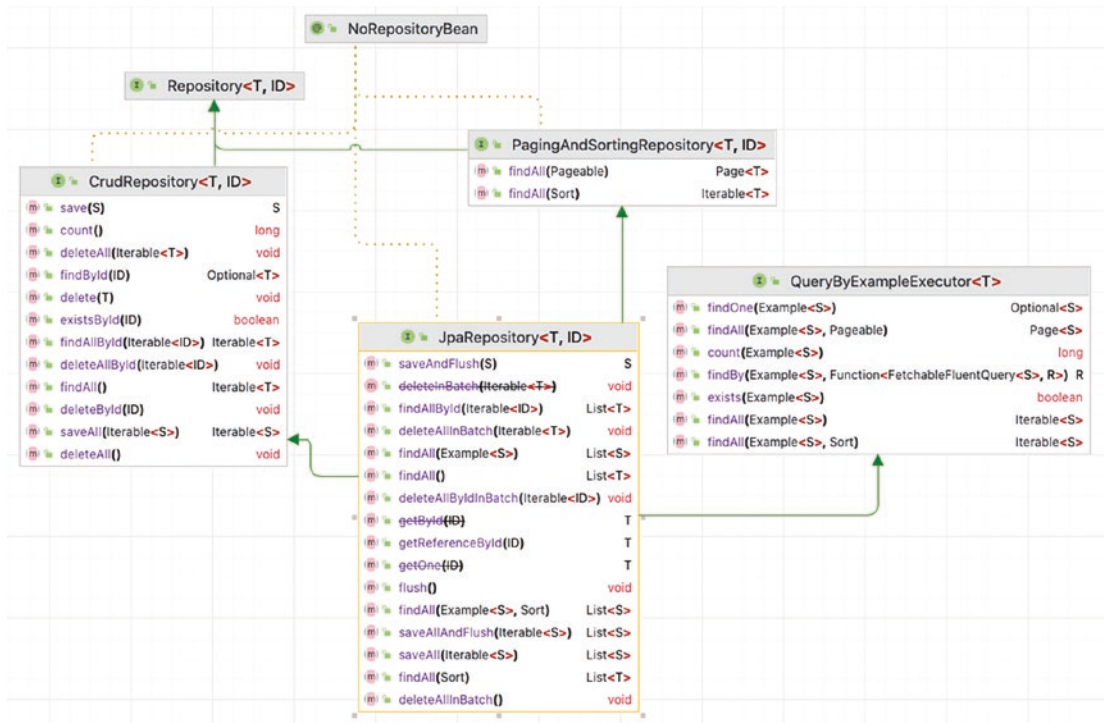 NoRepositoryBean
Repository<T, ID>
PagingAndSortingRepository<T, ID>
findAll(Pageable) Page<T>
findAll(Sort) Iterable<T>
CrudRepository<T, ID>
save(S) S
count() long
deleteAll(Iterable<T>) void
findById(ID) Optional<T>
delete(T) void
existsById(ID) boolean
findAllById(Iterable<ID>) Iterable<T>
deleteAllById(Iterable<ID>) void
findAll() Iterable<T>
deleteById(ID) void
saveAll(Iterable<S>) Iterable<S>
deleteAll() void
QueryByExampleExecutor<T>
findOne(Example<S>) Optional<S>
findAll(Example<S>, Pageable) Page<S>
count(Example<S>) long
findBy(Example<S>, Function<FetchableFluentQuery<S>, R>) R
exists(Example<S>) boolean
findAll(Example<S>) Iterable<S>
findAll(Example<S>, Sort) Iterable<S>
JpaRepository<T, ID>
saveAndFlush(S) S
deleteInBatch(Iterable<T>) void
findAllById(Iterable<ID>) List<T>
deleteAllInBatch(Iterable<T>) void
findAll(Example<S>) List<S>
findAll() List<T>
deleteAllByIdInBatch(Iterable<ID>) void
getById(ID) T
getReferenceById(ID) T
getOne(ID) T
flush() void
findAll(Example<S>, Sort) List<S>
saveAllAndFlush(Iterable<S>) List<S>
saveAll(Iterable<S>) List<S>
findAll(Sort) List<T>
deleteAllInBatch() void